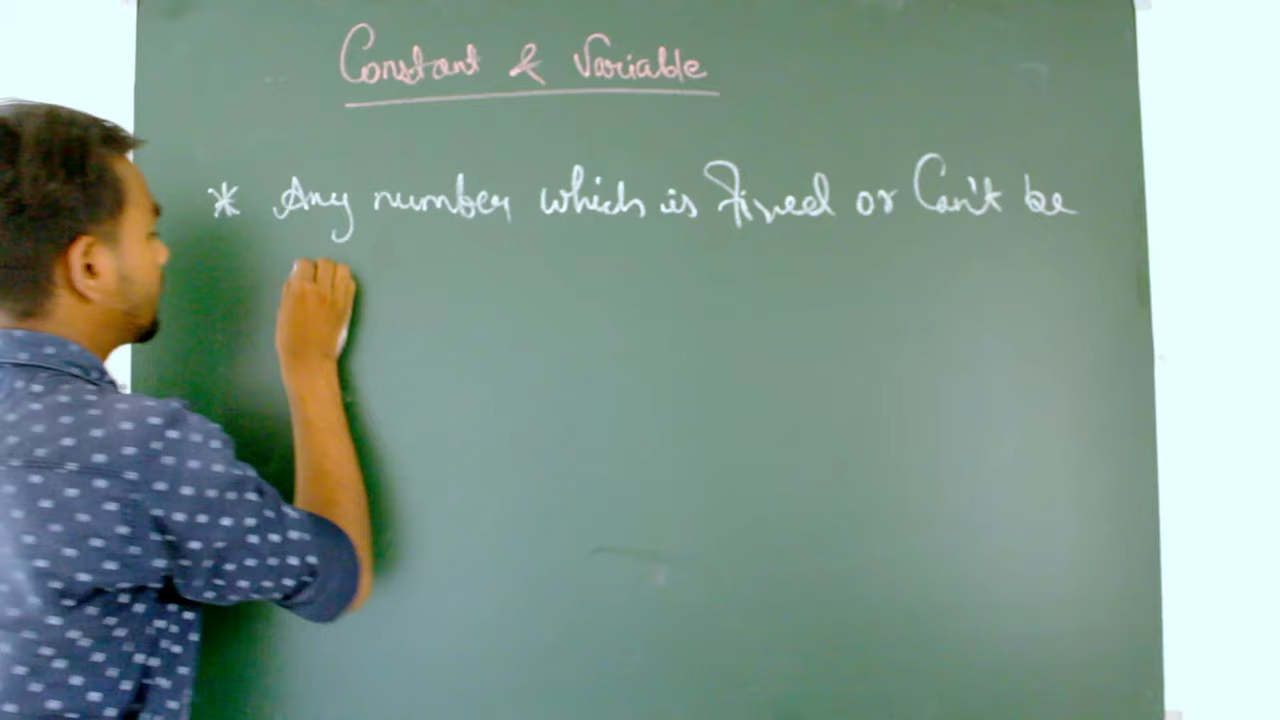 Constant & Variable
* Any number which is Fixed or Can't be